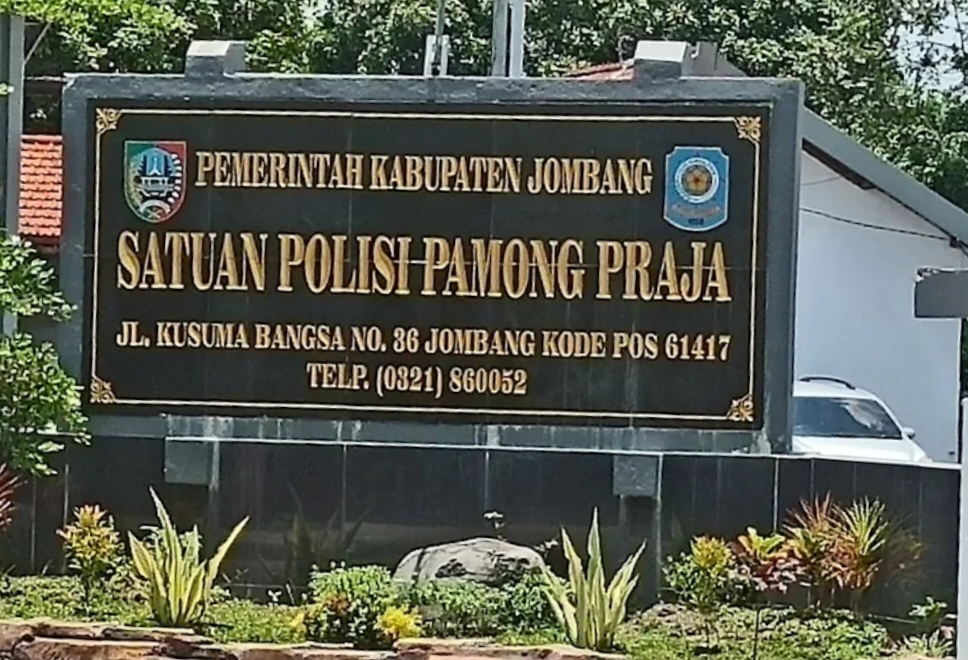 PEMERINTAH KABUPATEN JOMBANG
SATUAN POLISI PAMONG PRAJA
JL. KUSUMA BANGSA NO. 36 JOMBANG KODE POS 61417
TELP. (0321) 860052